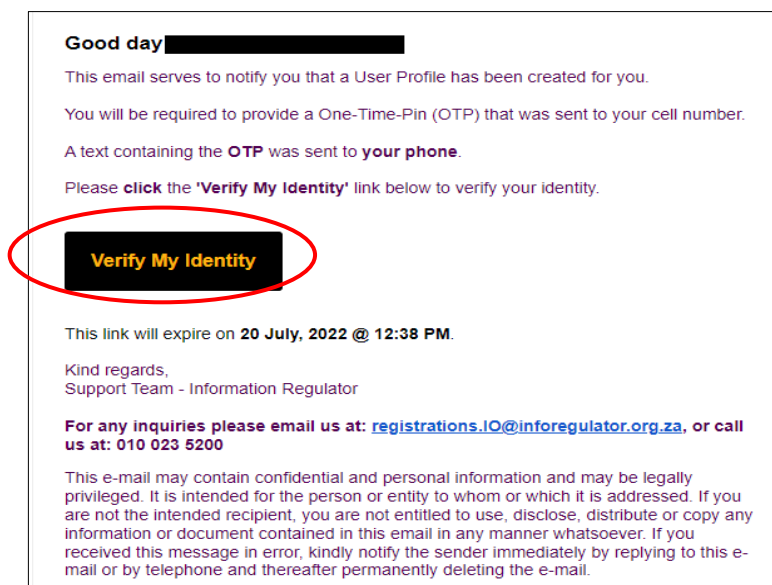 Good day
This email serves to notify you that a User Profile has been created for you.
You will be required to provide a One-Time-Pin (OTP) that was sent to your cell number.
A text containing the OTP was sent to your phone.
Please click the 'Verify My Identity' link below to verify your identity.
Verify My Identity
This link will expire on 20 July, 2022 @ 12:38 PM.
Kind regards,
Support Team - Information Regulator
For any inquiries please email us at: registrations.IO@inforegulator.org.za, or call
us at: 010 023 5200
This e-mail may contain confidential and personal information and may be legally
privileged. It is intended for the person or entity to whom or which it is addressed. If you
are not the intended recipient, you are not entitled to use, disclose, distribute or copy any
information or document contained in this email in any manner whatsoever. If you
received this message in error, kindly notify the sender immediately by replying to this e-
mail or by telephone and thereafter permanently deleting the e-mail.